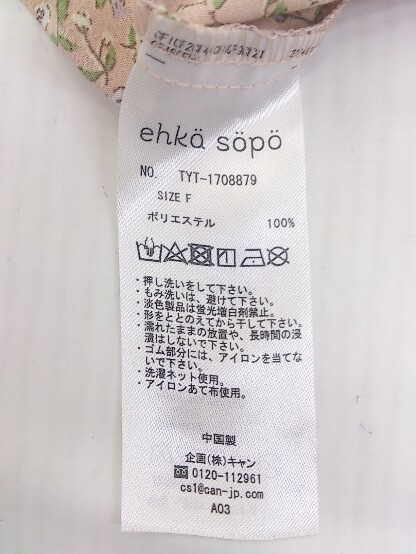 ehkä söpö
NO. TYT-1708879
SIZE F
ポリエステル 100%
・押し洗いをして下さい。
・もみ洗いは、避けて下さい。
・淡色製品は蛍光増白剤禁止。
・形をととのえてから干して下さい。
・濡れたままの放置や、長時間の浸
漬はしないで下さい。
・ゴム部分には、アイロンを当てな
いで下さい。
・洗濯ネット使用。
・アイロンあて布使用。
中国製
企画(株)キャン
0120-112961
cs1@can-jp.com
A03